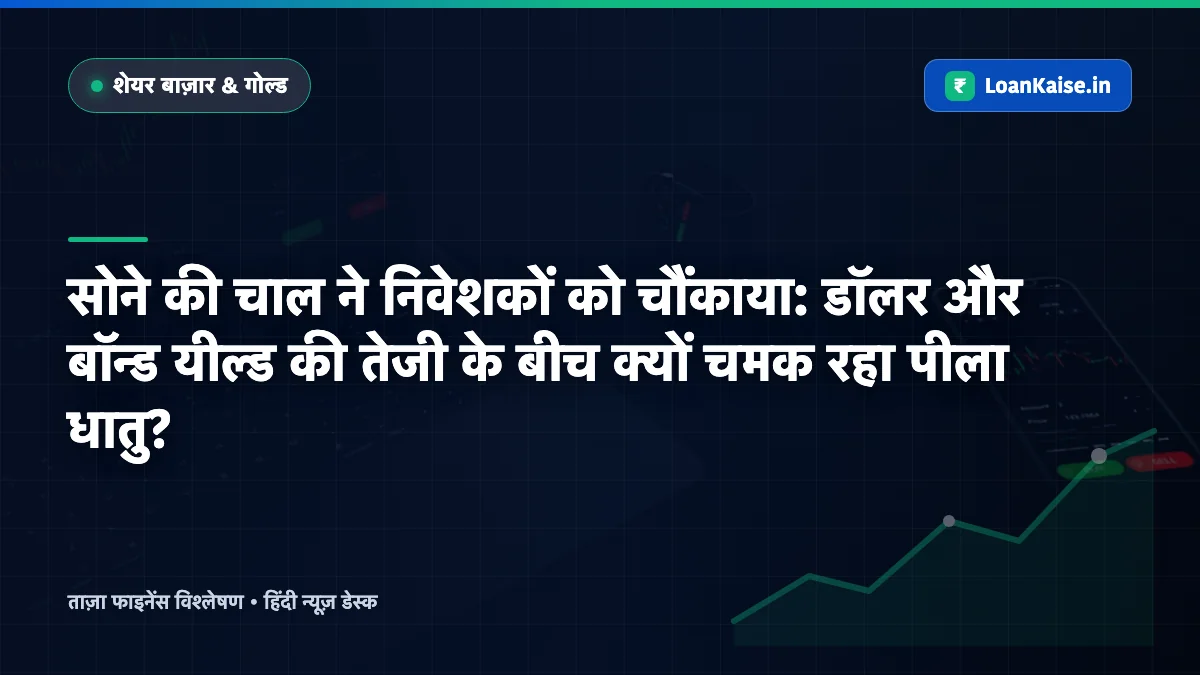 शेयर बाज़ार & गोल्ड
₹ LoanKaise.in
सोने की चाल ने निवेशकों को चौंकाया: डॉलर और
बॉन्ड यील्ड की तेजी के बीच क्यों चमक रहा पीला
धातु?
ताज़ा फाइनेंस विश्लेषण • हिंदी न्यूज़ डेस्क